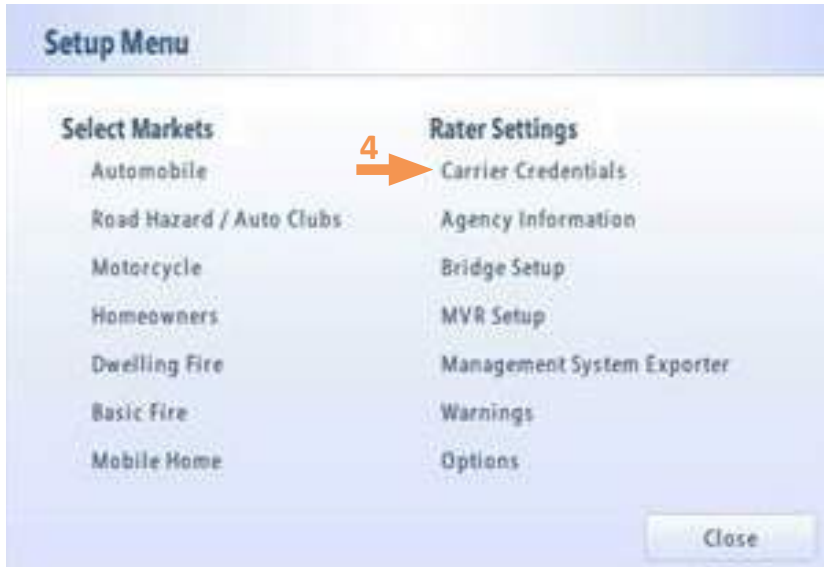 Setup Menu
Select Markets
Automobile
Road Hazard / Auto Clubs
Motorcycle
Homeowners
Dwelling Fire
Basic Fire
Mobile Home
Rater Settings
4
Carrier Credentials
Agency Information
Bridge Setup
MVR Setup
Management System Exporter
Warnings
Options
Close